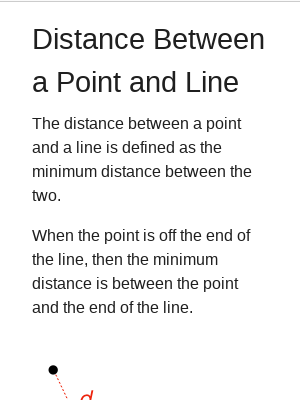 Distance Between
a Point and Line
The distance between a point
and a line is defined as the
minimum distance between the
two.
When the point is off the end of
the line, then the minimum
distance is between the point
and the end of the line.
d